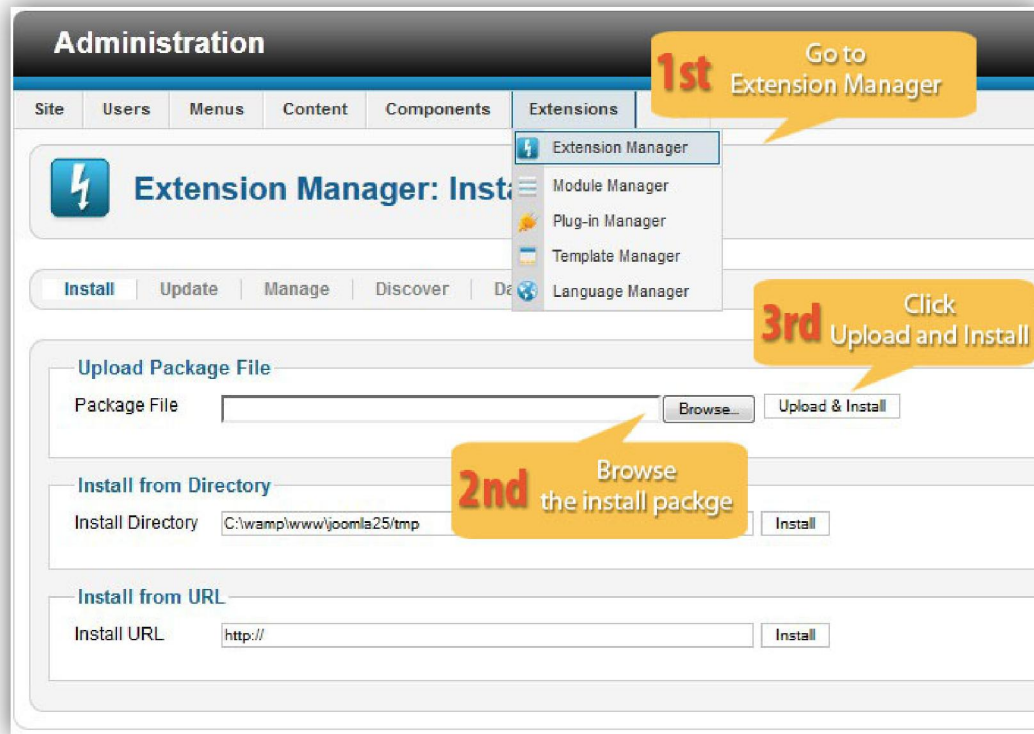 Administration
1st Go to
Extension Manager
Site Users Menus Content Components Extensions
Extension Manager
Extension Manager: Insta
Module Manager
Plug-in Manager
Template Manager
Language Manager
Install Update Manage Discover Da
3rd Click
Upload and Install
Upload Package File
Package File Browse... Upload & Install
2nd Browse
the install packge
Install from Directory
Install Directory C:\wamp\www\joomla25/tmp Install
Install from URL
Install URL http:// Install